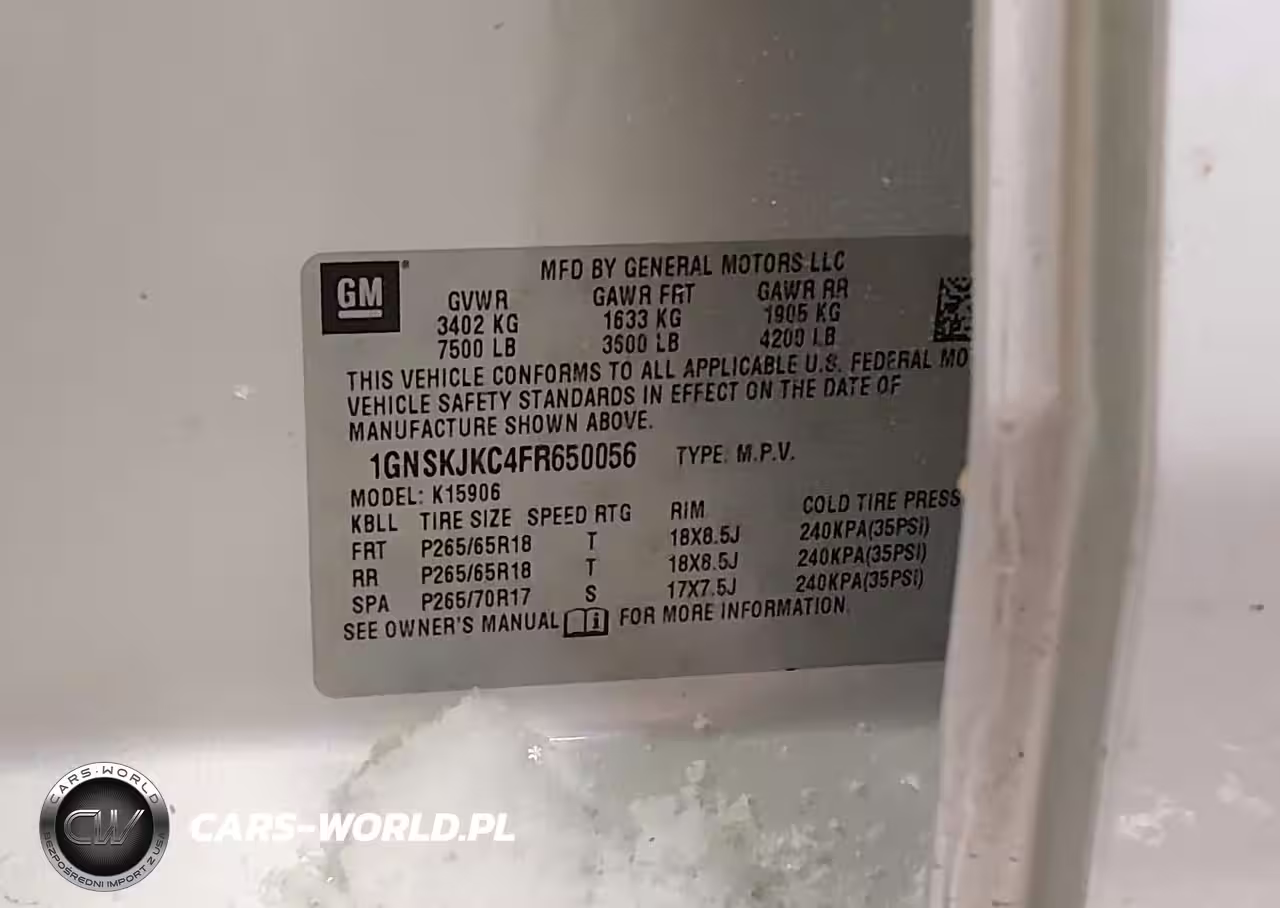 GM
MFD BY GENERAL MOTORS LLC
GVWR GAWR FRT GAWR RR
3402 KG 1633 KG 1905 KG
7500 LB 3500 LB 4200 LB
THIS VEHICLE CONFORMS TO ALL APPLICABLE U.S. FEDERAL MO
VEHICLE SAFETY STANDARDS IN EFFECT ON THE DATE OF
MANUFACTURE SHOWN ABOVE.
1GNSKJKC4FR650056 TYPE: M.P.V.
MODEL: K15906
KBLL TIRE SIZE SPEED RTG RIM COLD TIRE PRESS
FRT P265/65R18 T 18X8.5J 240KPA(35PSI)
RR P265/65R18 T 18X8.5J 240KPA(35PSI)
SPA P265/70R17 S 17X7.5J 240KPA(35PSI)
SEE OWNER'S MANUAL i FOR MORE INFORMATION.
CARS-WORLD
CW
BEZPOŚREDNI IMPORT Z USA
CARS-WORLD.PL